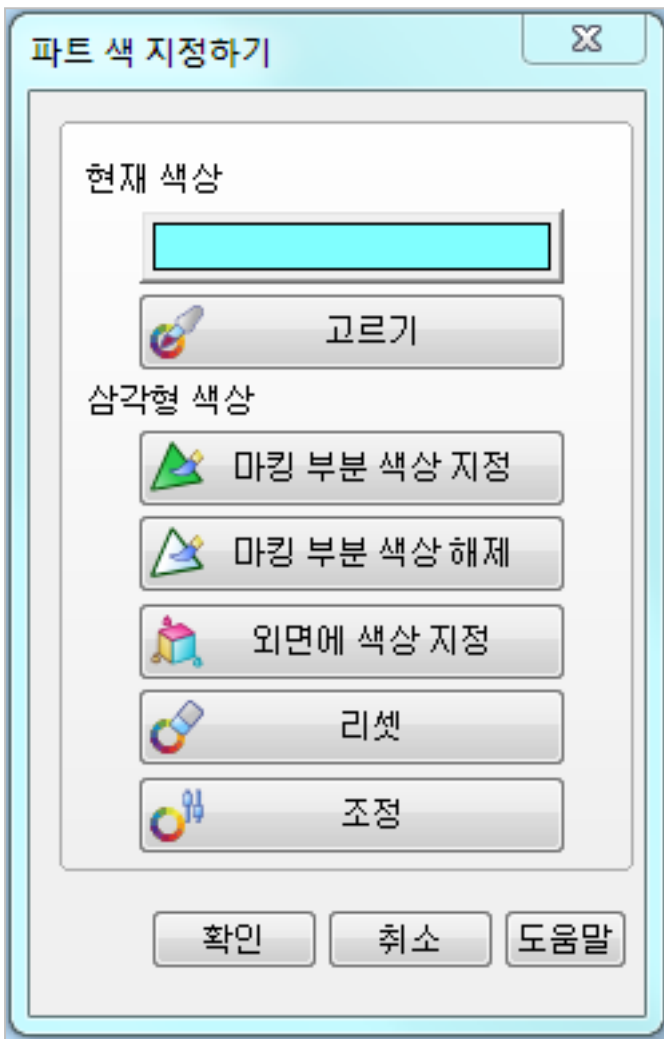 파트 색 지정하기
현재 색상
고르기
삼각형 색상
마킹 부분 색상 지정
마킹 부분 색상 해제
외면에 색상 지정
리셋
조정
확인 취소 도움말